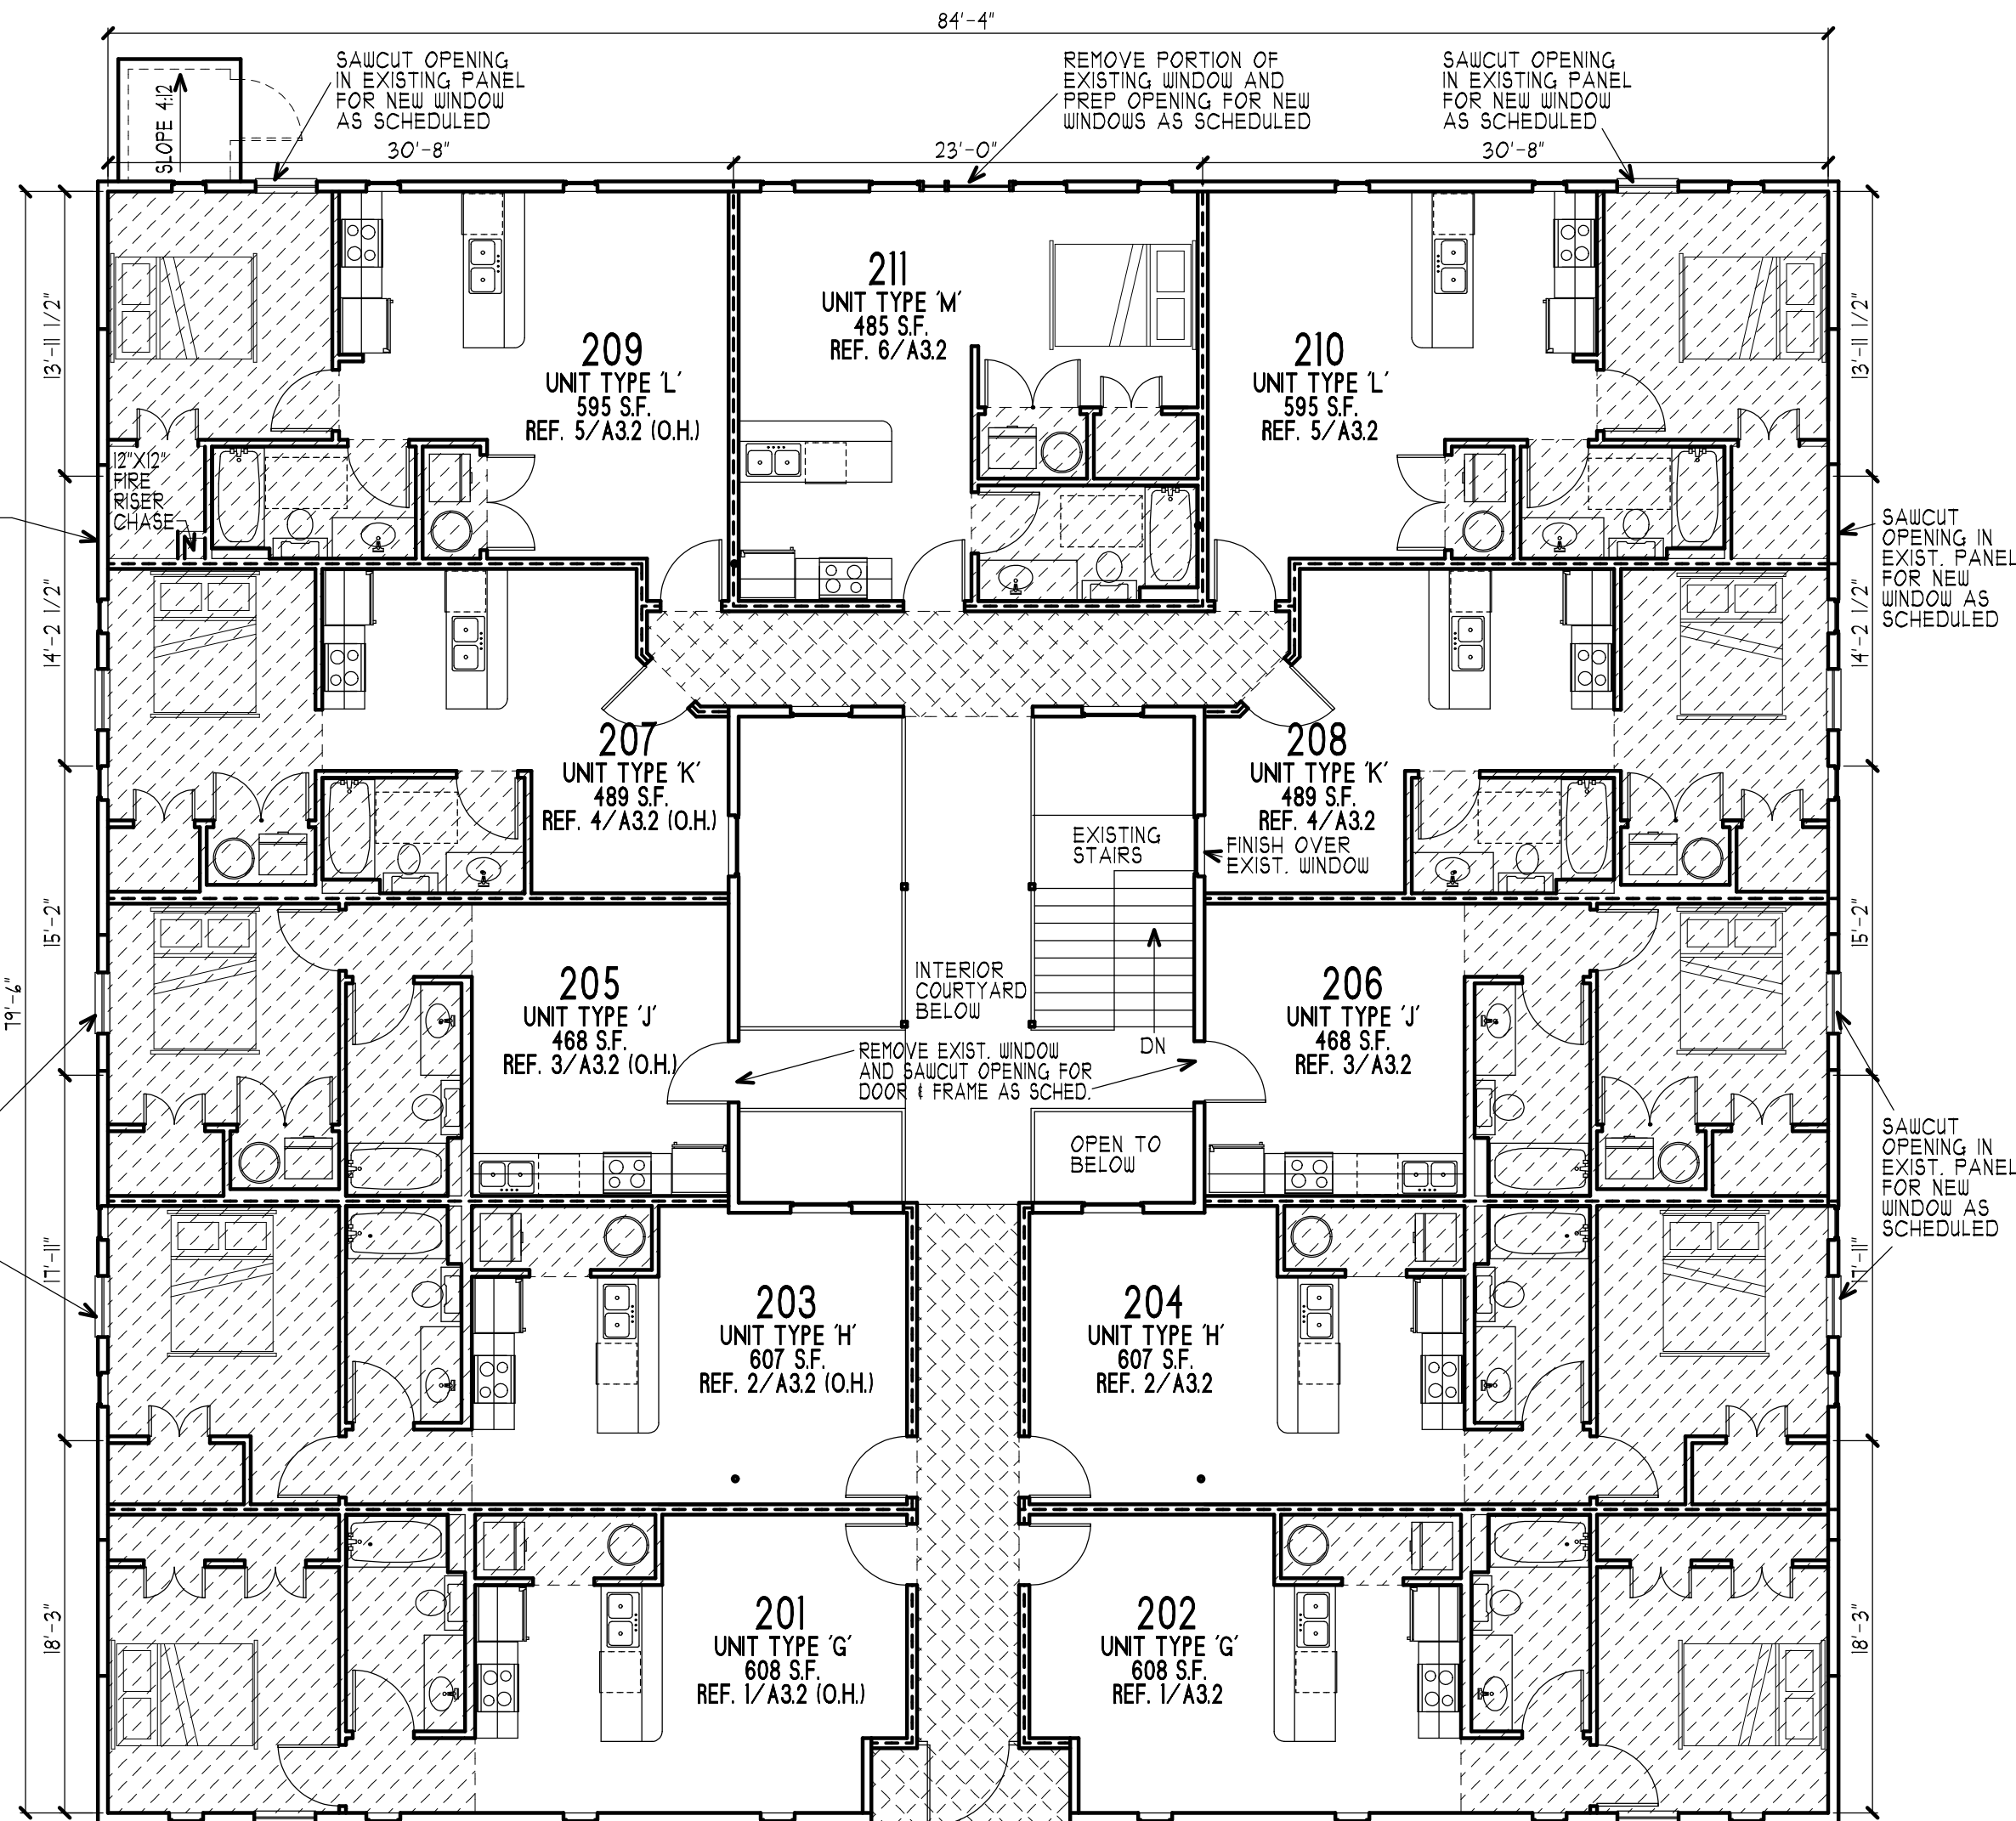 84'-4"
SAWCUT OPENING
IN EXISTING PANEL
FOR NEW WINDOW
AS SCHEDULED
REMOVE PORTION OF
EXISTING WINDOW AND
PREP OPENING FOR NEW
WINDOWS AS SCHEDULED
SAWCUT OPENING
IN EXISTING PANEL
FOR NEW WINDOW
AS SCHEDULED
SLOPE 4:12
30'-8"
23'-0"
30'-8"
13'-11 1/2"
14'-2 1/2"
15'-2"
17'-11"
18'-3"
79'-6"
209
UNIT TYPE 'L'
595 S.F.
REF. 5/A3.2 (O.H.)
211
UNIT TYPE 'M'
485 S.F.
REF. 6/A3.2
210
UNIT TYPE 'L'
595 S.F.
REF. 5/A3.2
12"X12"
FIRE
RISER
CHASE
207
UNIT TYPE 'K'
489 S.F.
REF. 4/A3.2 (O.H.)
208
UNIT TYPE 'K'
489 S.F.
REF. 4/A3.2
EXISTING
STAIRS
FINISH OVER
EXIST. WINDOW
205
UNIT TYPE 'J'
468 S.F.
REF. 3/A3.2 (O.H.)
INTERIOR
COURTYARD
BELOW
DN
206
UNIT TYPE 'J'
468 S.F.
REF. 3/A3.2
REMOVE EXIST. WINDOW
AND SAWCUT OPENING FOR
DOOR & FRAME AS SCHED.
OPEN TO
BELOW
203
UNIT TYPE 'H'
607 S.F.
REF. 2/A3.2 (O.H.)
204
UNIT TYPE 'H'
607 S.F.
REF. 2/A3.2
201
UNIT TYPE 'G'
608 S.F.
REF. 1/A3.2 (O.H.)
202
UNIT TYPE 'G'
608 S.F.
REF. 1/A3.2
13'-11 1/2"
14'-2 1/2"
15'-2"
17'-11"
18'-3"
SAWCUT
OPENING IN
EXIST. PANEL
FOR NEW
WINDOW AS
SCHEDULED
SAWCUT
OPENING IN
EXIST. PANEL
FOR NEW
WINDOW AS
SCHEDULED